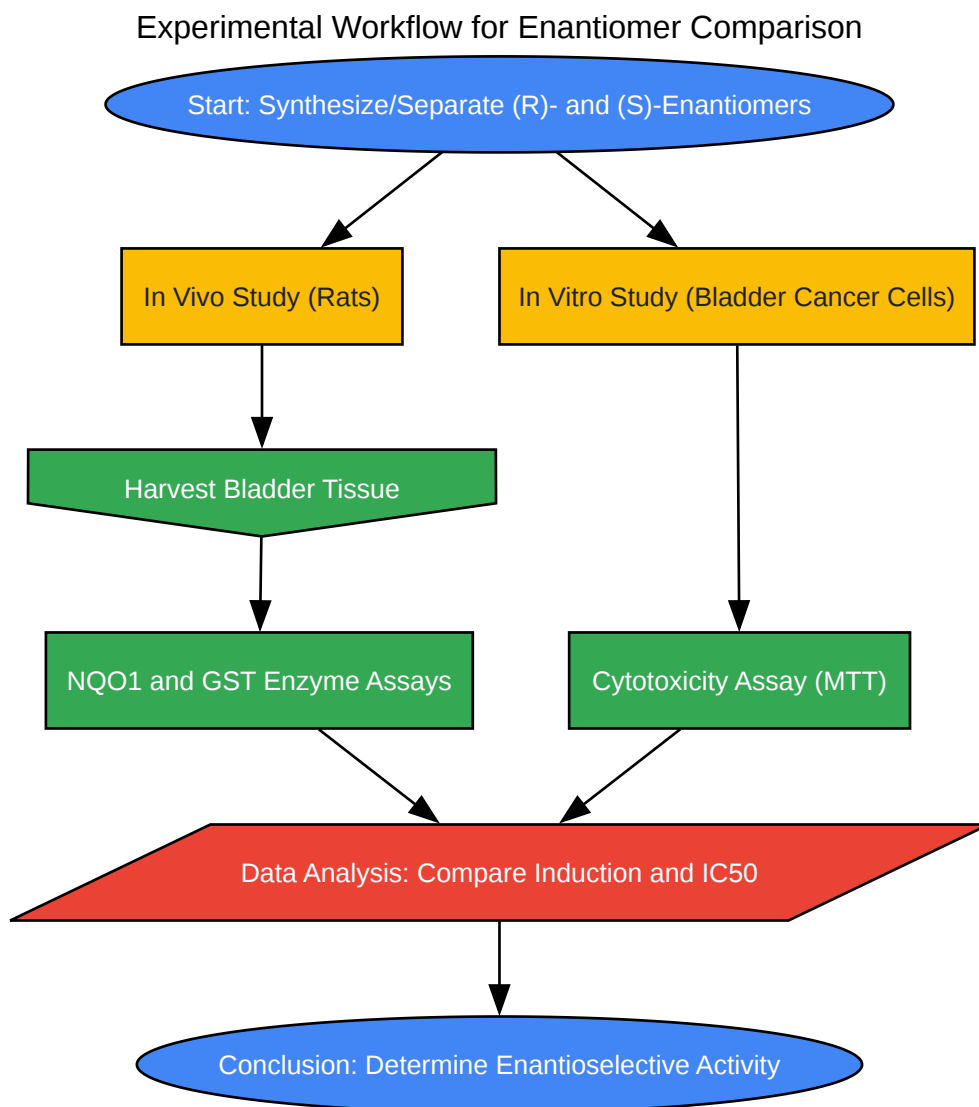 Experimental Workflow for Enantiomer Comparison
Start: Synthesize/Separate (R)- and (S)-Enantiomers
In Vivo Study (Rats)
In Vitro Study (Bladder Cancer Cells)
Harvest Bladder Tissue
NQO1 and GST Enzyme Assays
Cytotoxicity Assay (MTT)
Data Analysis: Compare Induction and IC50
Conclusion: Determine Enantioselective Activity